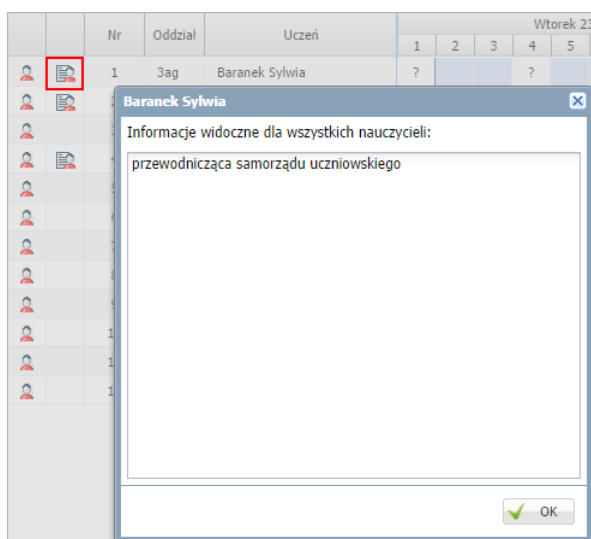 Nr Oddział Uczeń Wtorek 23
1 2 3 4 5
1 3ag Baranek Sylwia ? ?
Baranek Sylwia
Informacje widoczne dla wszystkich nauczycieli:
przewodnicząca samorządu uczniowskiego
OK